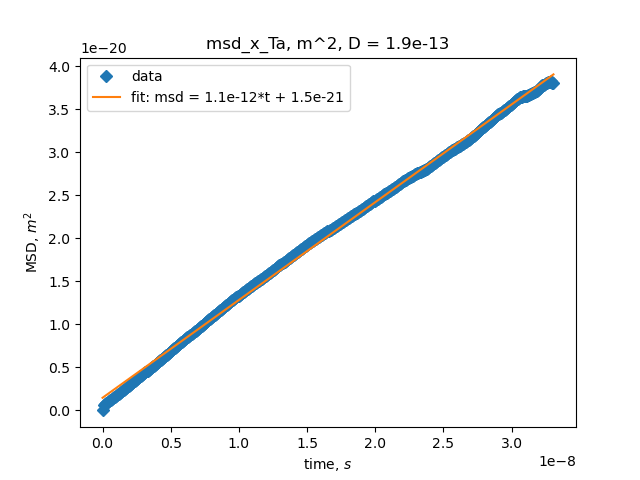 msd_x_Ta, m^2, D = 1.9e-13
1e−20
data
fit: msd = 1.1e-12*t + 1.5e-21
4.0
3.5
3.0
2.5
2.0
1.5
1.0
0.5
0.0
MSD, m²
0.0 0.5 1.0 1.5 2.0 2.5 3.0
1e−8
time, s